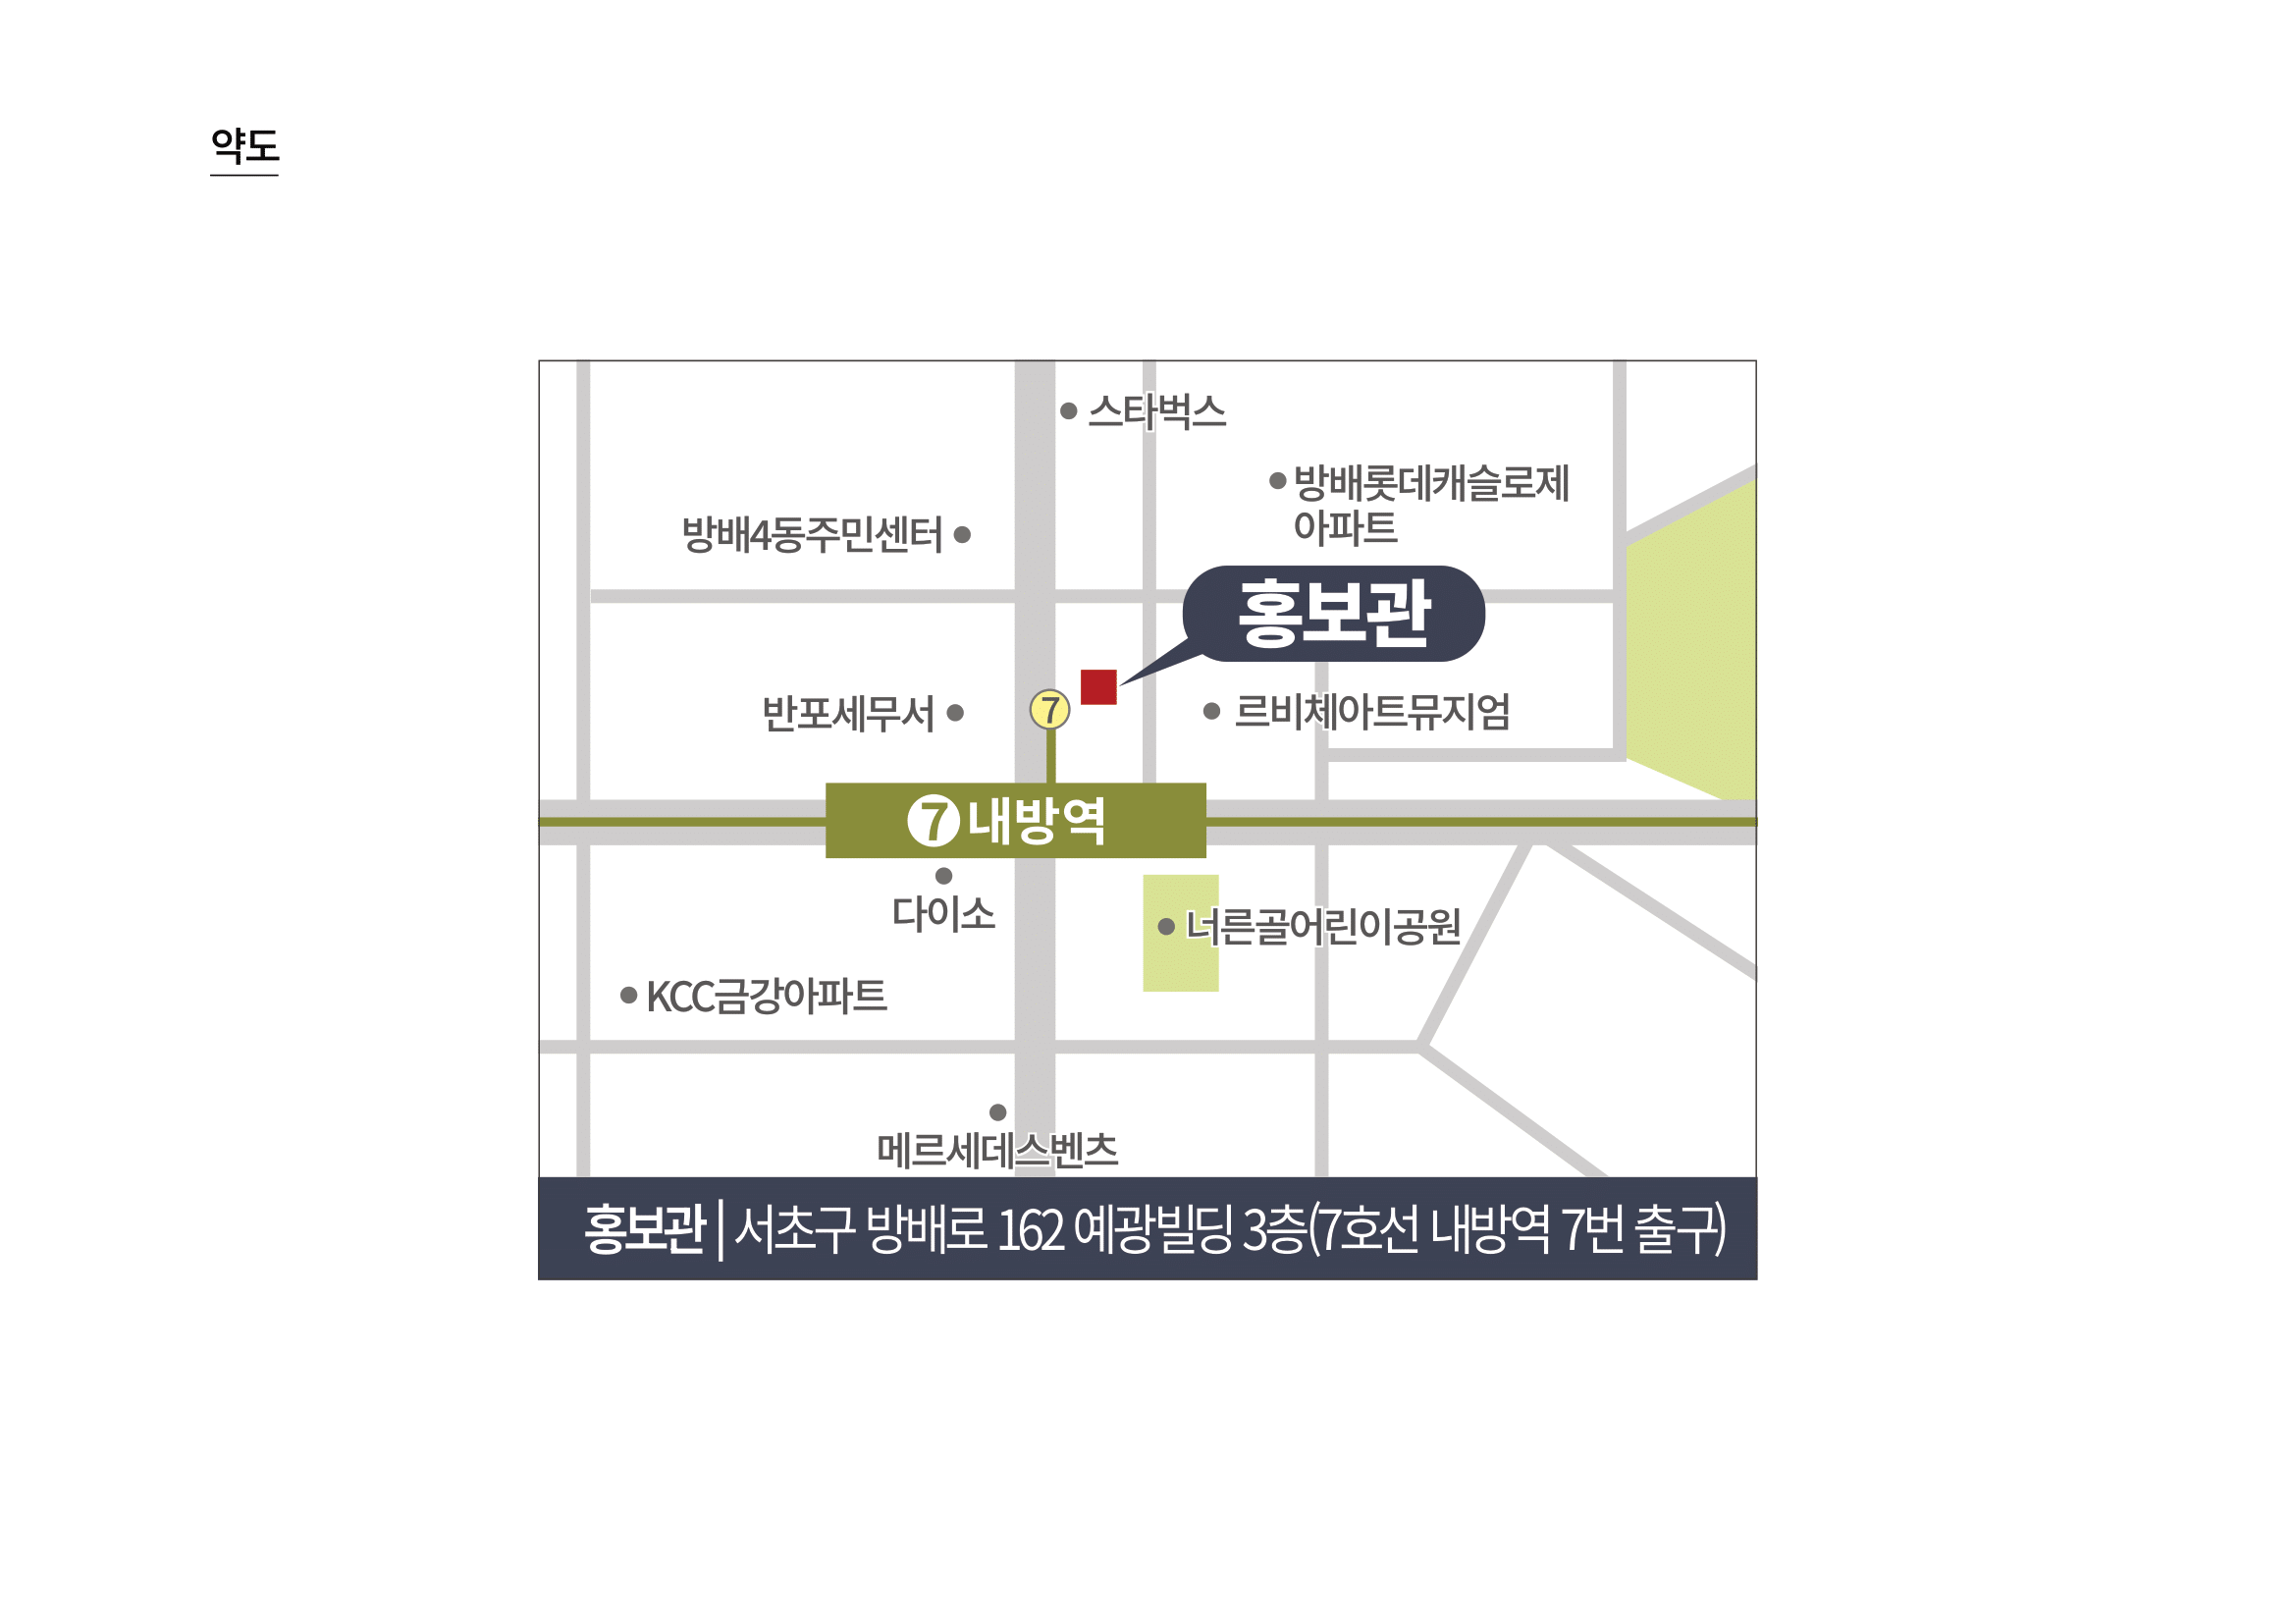 약도
스타벅스
방배롯데캐슬로제
아파트
방배4동주민센터
홍보관
반포세무서
7
르비제아트뮤지엄
7 내방역
다이소
너른골어린이공원
KCC금강아파트
메르세데스벤츠
홍보관 | 서초구 방배로 162 예광빌딩 3층(7호선 내방역 7번 출구)